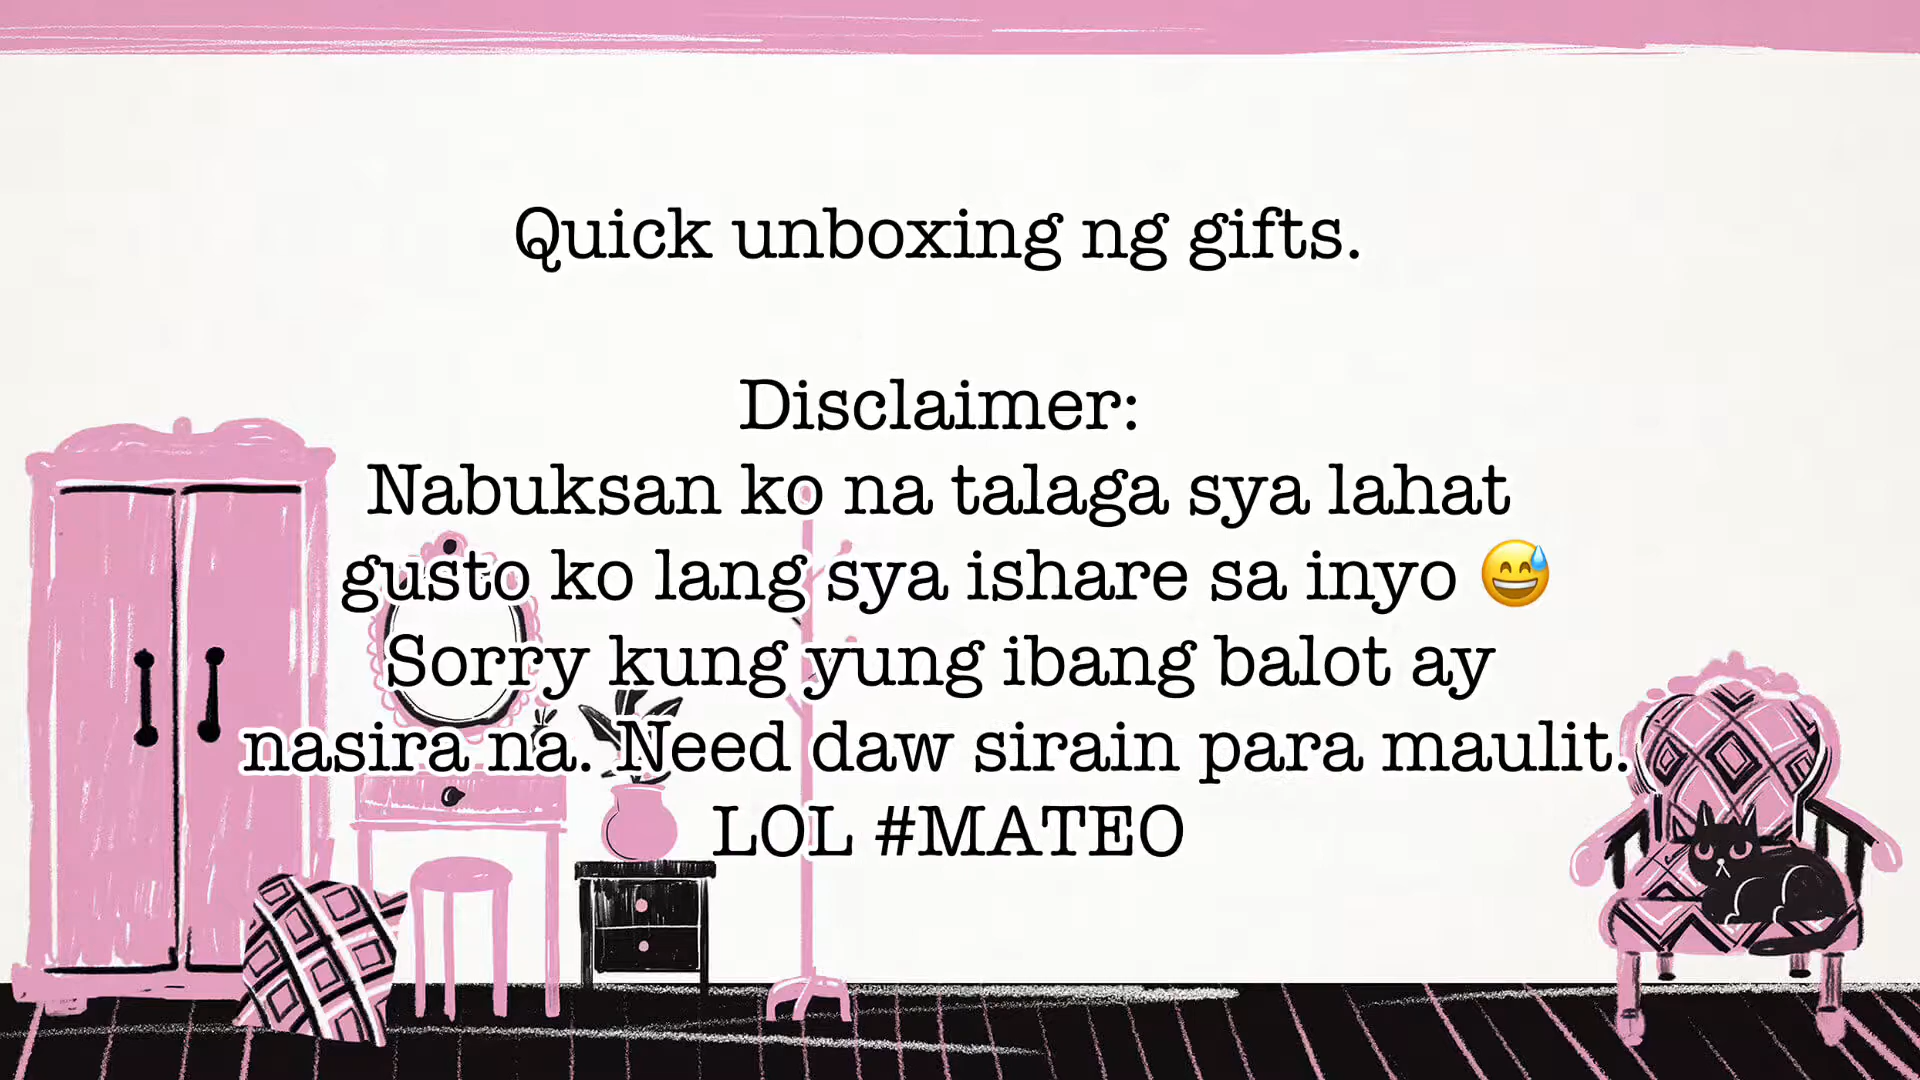 Quick unboxing ng gifts.
Disclaimer:
Nabuksan ko na talaga sya lahat
gusto ko lang sya ishare sa inyo 😅
Sorry kung yung ibang balot ay
nasira na. Need daw sirain para maulit.
LOL #MATEO